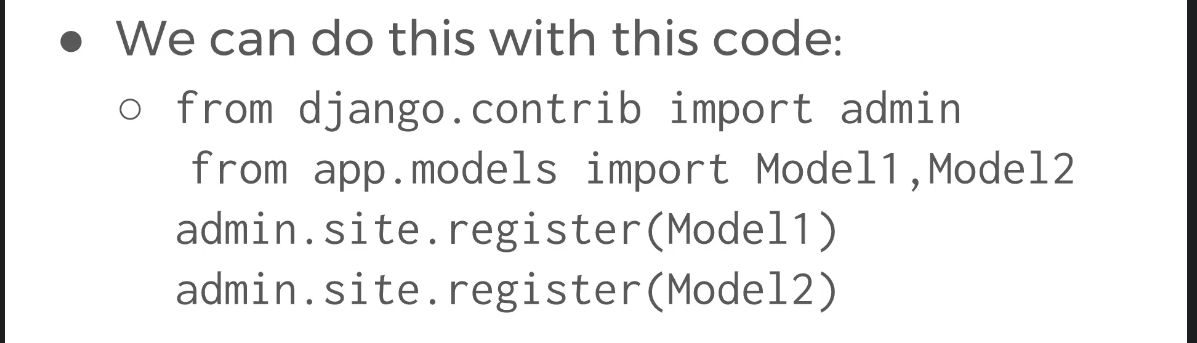 ● We can do this with this code:
○ from django.contrib import admin
from app.models import Model1,Model2
admin.site.register(Model1)
admin.site.register(Model2)